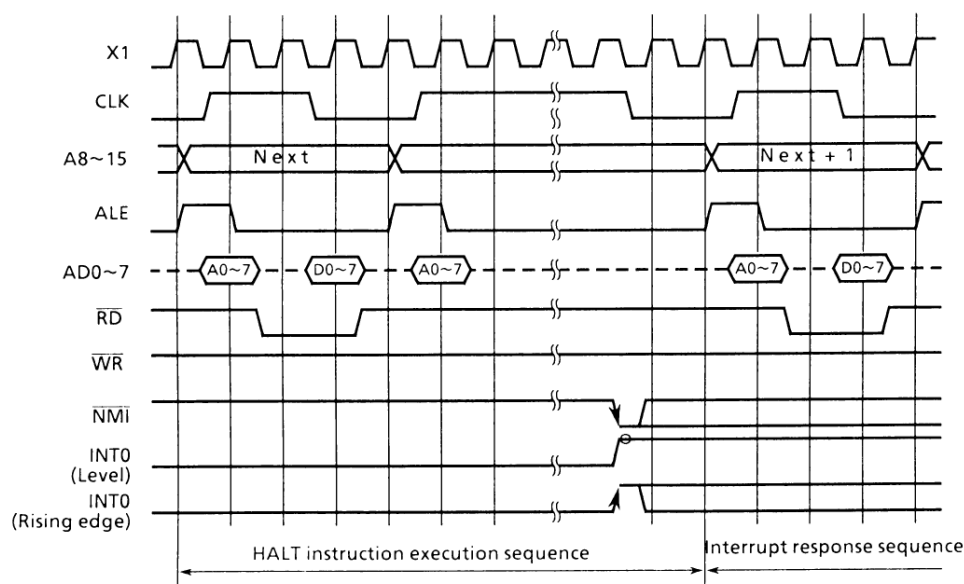 X1
CLK
A8~15
Next
Next + 1
ALE
AD0~7
A0~7
D0~7
A0~7
A0~7
D0~7
RD
WR
NMI
INT0
(Level)
INT0
(Rising edge)
HALT instruction execution sequence
Interrupt response sequence